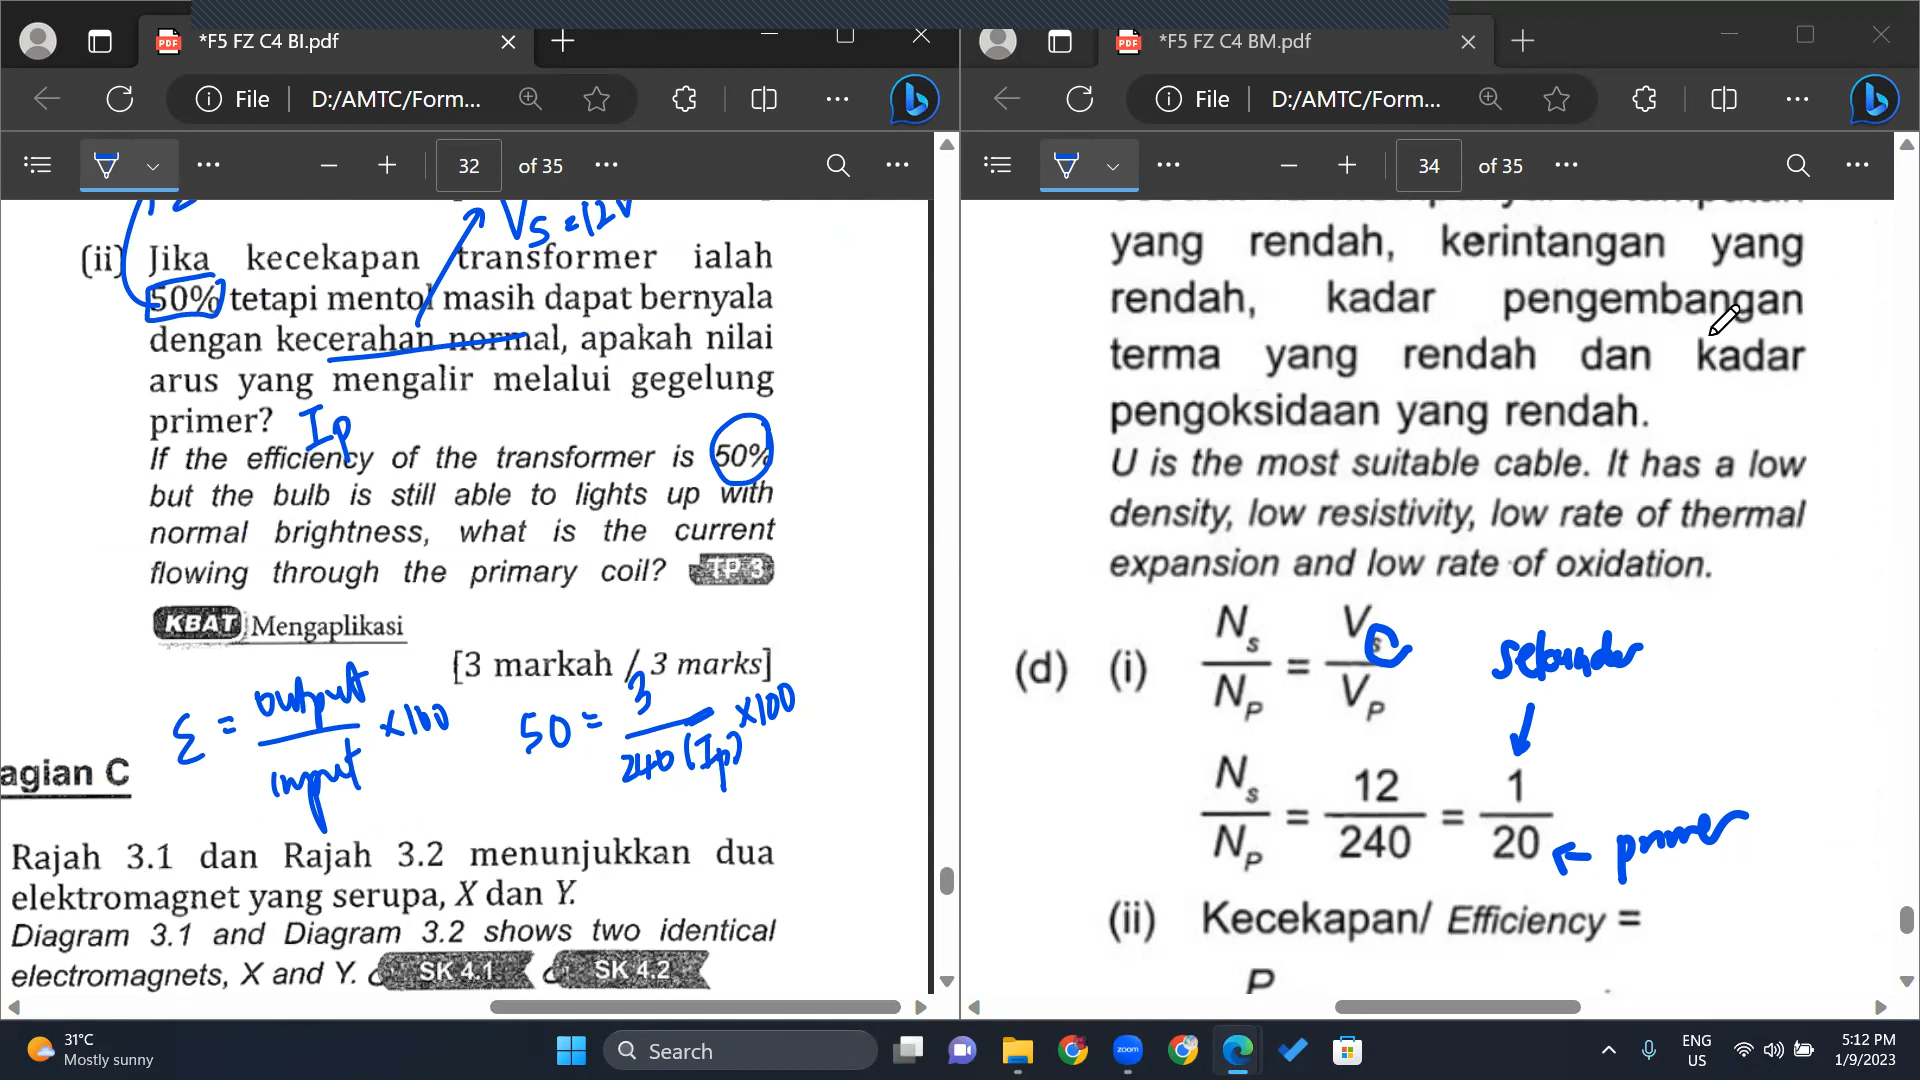 *F5 FZ C4 BI.pdf
File
D:/AMTC/Form...
32 of 35
Vs = 12V
(ii) Jika kecekapan transformer ialah
50% tetapi mentol masih dapat bernyala
dengan kecerahan normal, apakah nilai
arus yang mengalir melalui gegelung
primer?
Ip
If the efficiency of the transformer is 50%
but the bulb is still able to lights up with
normal brightness, what is the current
flowing through the primary coil? TP 3
KBAT Mengaplikasi
[3 markah / 3 marks]
Σ = output/input ×100
50 = 3/240 (Ip) ×100
agian C
Rajah 3.1 dan Rajah 3.2 menunjukkan dua
elektromagnet yang serupa, X dan Y.
Diagram 3.1 and Diagram 3.2 shows two identical
electromagnets, X and Y. SK 4.1 SK 4.2
*F5 FZ C4 BM.pdf
File
D:/AMTC/Form...
34 of 35
yang rendah, kerintangan yang
rendah, kadar pengembangan
terma yang rendah dan kadar
pengoksidaan yang rendah.
U is the most suitable cable. It has a low
density, low resistivity, low rate of thermal
expansion and low rate of oxidation.
(d) (i) Ns/NP = Vs/VP
sekunder
Ns/NP = 12/240 = 1/20
← primer
(ii) Kecekapan/ Efficiency =
P
31°C
Mostly sunny
Search
zoom
ENG
US
5:12 PM
1/9/2023